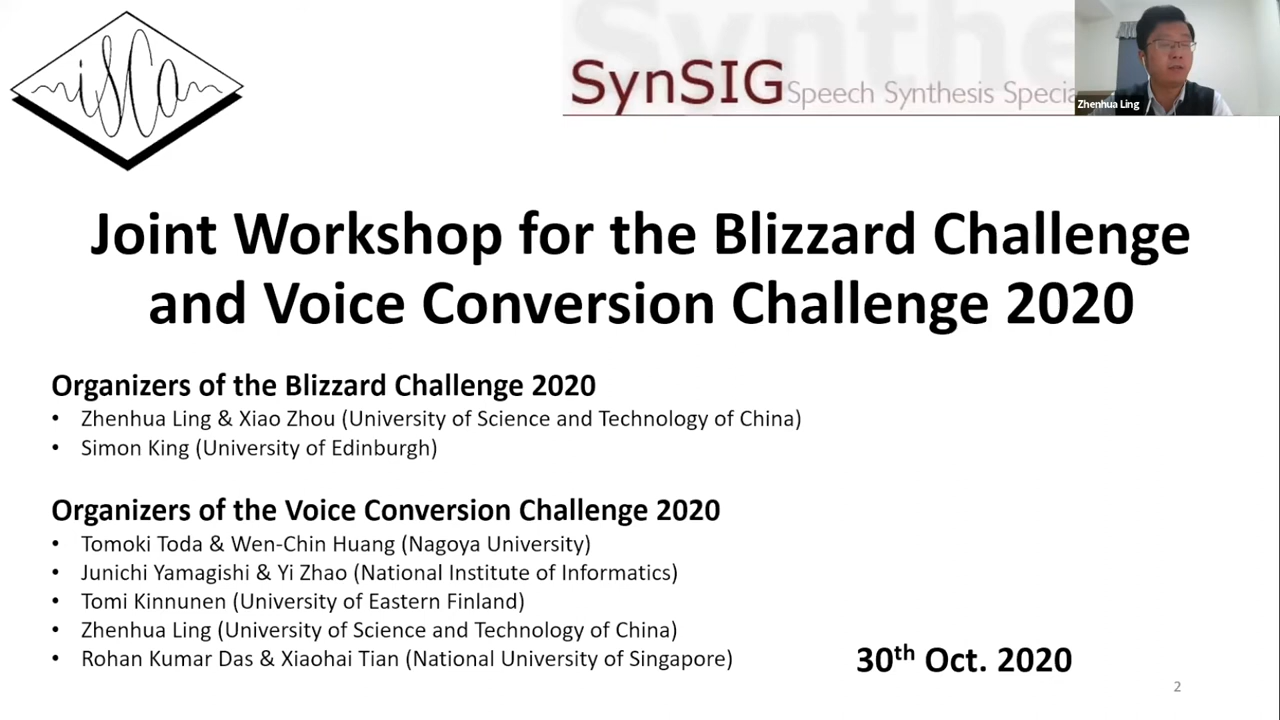 isca
Synthe
SynSIG Speech Synthesis Specia
Zhenhua Ling
Joint Workshop for the Blizzard Challenge
and Voice Conversion Challenge 2020
Organizers of the Blizzard Challenge 2020
• Zhenhua Ling & Xiao Zhou (University of Science and Technology of China)
• Simon King (University of Edinburgh)
Organizers of the Voice Conversion Challenge 2020
• Tomoki Toda & Wen-Chin Huang (Nagoya University)
• Junichi Yamagishi & Yi Zhao (National Institute of Informatics)
• Tomi Kinnunen (University of Eastern Finland)
• Zhenhua Ling (University of Science and Technology of China)
• Rohan Kumar Das & Xiaohai Tian (National University of Singapore)
30th Oct. 2020
2